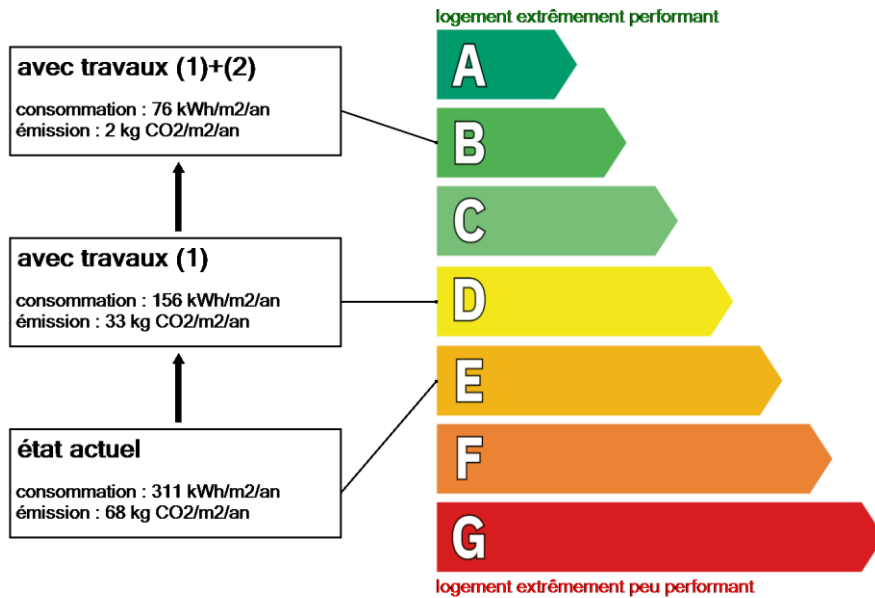 logement extrêmement performant
avec travaux (1)+(2)
consommation : 76 kWh/m2/an
émission : 2 kg CO2/m2/an
avec travaux (1)
consommation : 156 kWh/m2/an
émission : 33 kg CO2/m2/an
état actuel
consommation : 311 kWh/m2/an
émission : 68 kg CO2/m2/an
A
B
C
D
E
F
G
logement extrêmement peu performant